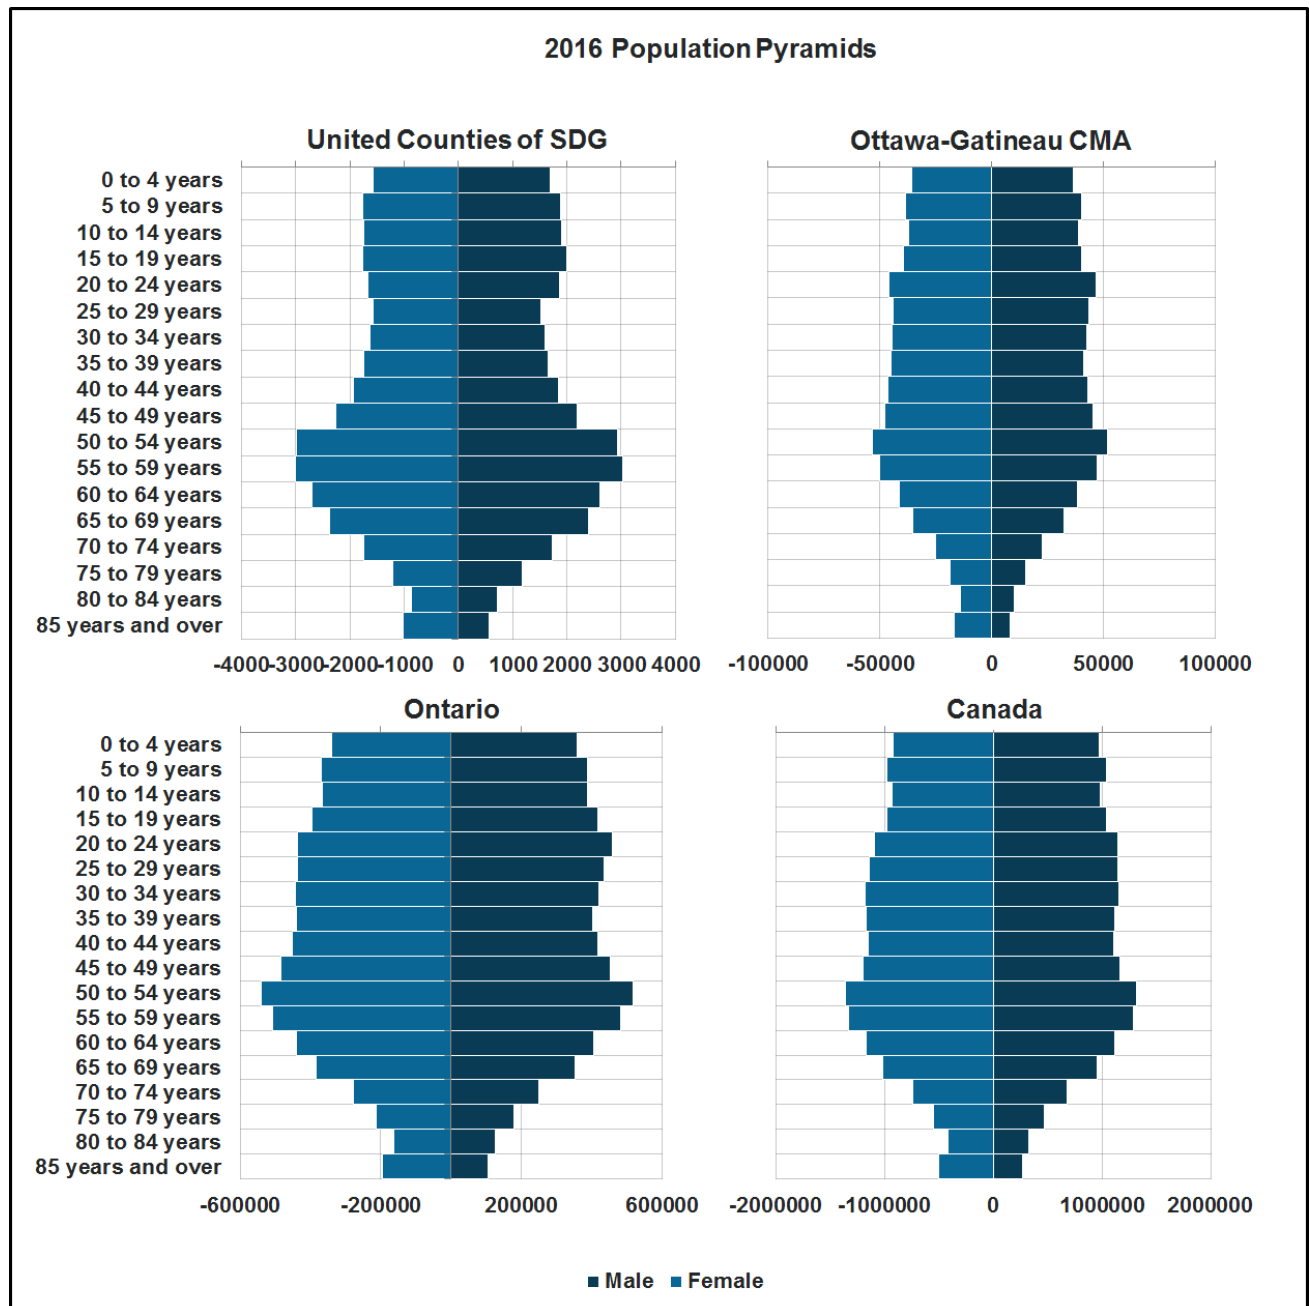 2016 Population Pyramids
United Counties of SDG
0 to 4 years
5 to 9 years
10 to 14 years
15 to 19 years
20 to 24 years
25 to 29 years
30 to 34 years
35 to 39 years
40 to 44 years
45 to 49 years
50 to 54 years
55 to 59 years
60 to 64 years
65 to 69 years
70 to 74 years
75 to 79 years
80 to 84 years
85 years and over
-4000 -3000 -2000 -1000 0 1000 2000 3000 4000
Ottawa-Gatineau CMA
-100000 -50000 0 50000 100000
Ontario
0 to 4 years
5 to 9 years
10 to 14 years
15 to 19 years
20 to 24 years
25 to 29 years
30 to 34 years
35 to 39 years
40 to 44 years
45 to 49 years
50 to 54 years
55 to 59 years
60 to 64 years
65 to 69 years
70 to 74 years
75 to 79 years
80 to 84 years
85 years and over
-600000 -200000 200000 600000
Canada
-2000000 -1000000 0 1000000 2000000
Male Female